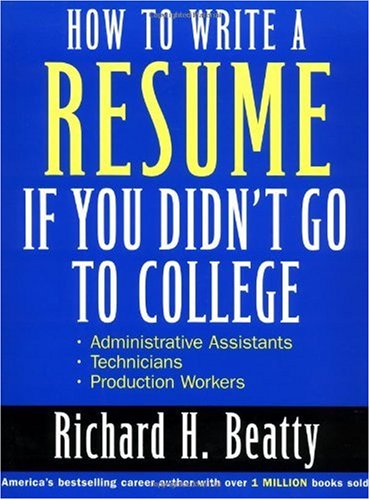 HOW TO WRITE A
RESUME
IF YOU DIDN'T GO
TO COLLEGE
· Administrative Assistants
· Technicians
· Production Workers
Richard H. Beatty
America's bestselling career author with over 1 MILLION books sold